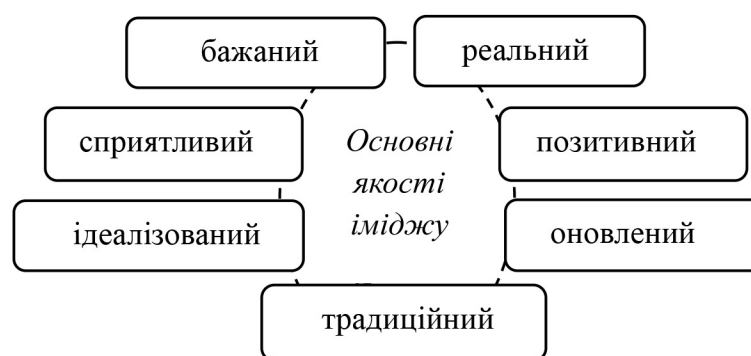 бажаний
реальний
сприятливий
Основні
якості
іміджу
позитивний
ідеалізований
оновлений
традиційний